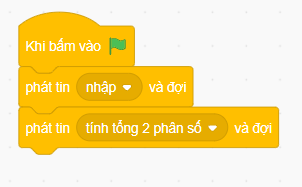 Khi bấm vào
phát tin nhập và đợi
phát tin tính tổng 2 phân số và đợi